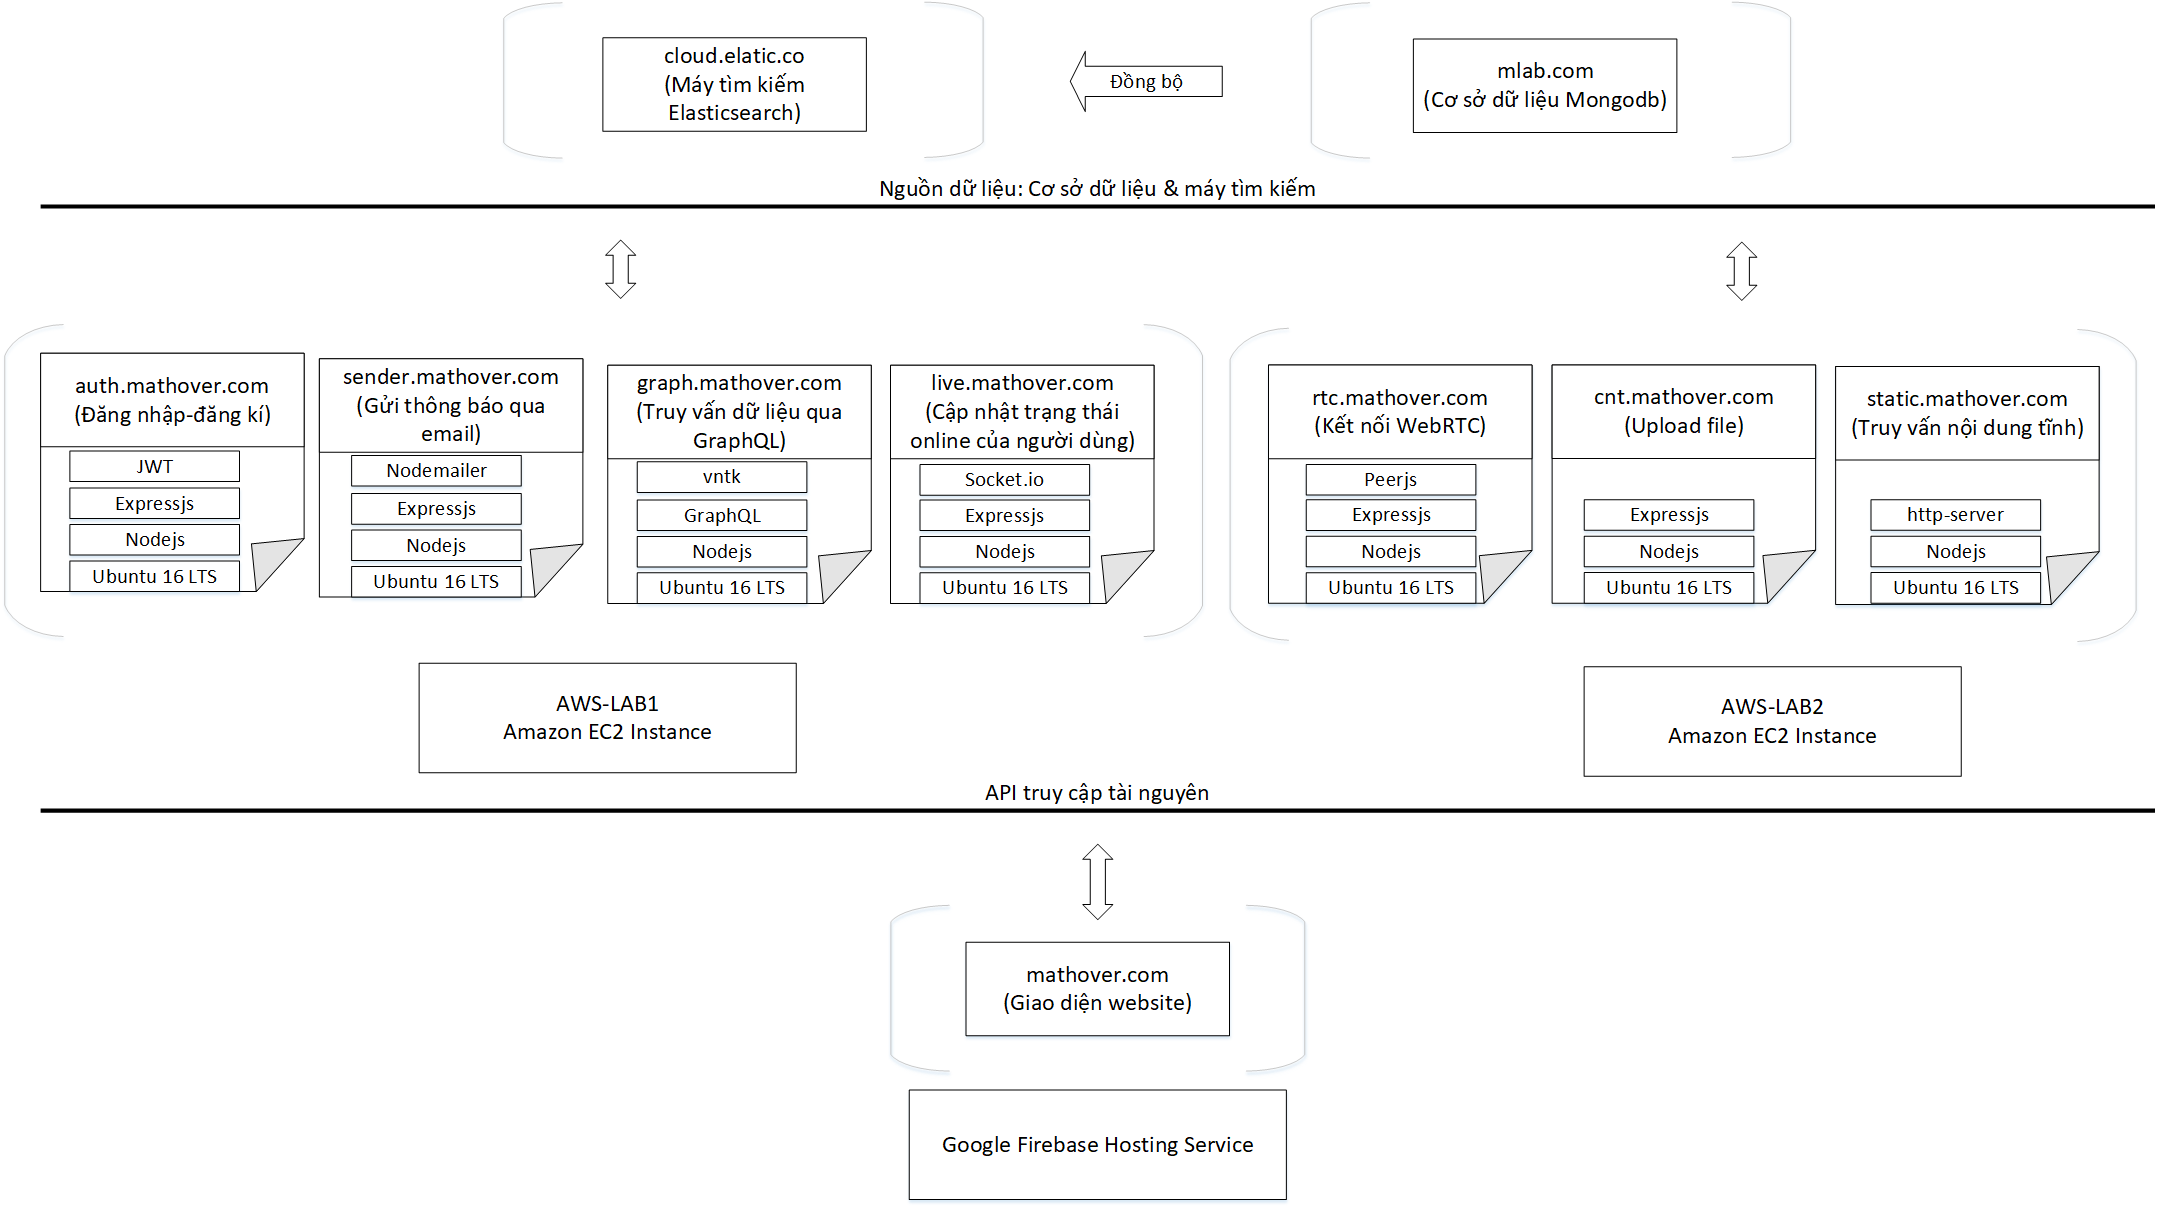 cloud.elatic.co
(Máy tìm kiếm
Elasticsearch)
Đồng bộ
mlab.com
(Cơ sở dữ liệu Mongodb)
Nguồn dữ liệu: Cơ sở dữ liệu & máy tìm kiếm
auth.mathover.com
(Đăng nhập-đăng kí)
JWT
Expressjs
Nodejs
Ubuntu 16 LTS
sender.mathover.com
(Gửi thông báo qua
email)
Nodemailer
Expressjs
Nodejs
Ubuntu 16 LTS
graph.mathover.com
(Truy vấn dữ liệu qua
GraphQL)
vntk
GraphQL
Nodejs
Ubuntu 16 LTS
live.mathover.com
(Cập nhật trạng thái
online của người dùng)
Socket.io
Expressjs
Nodejs
Ubuntu 16 LTS
rtc.mathover.com
(Kết nối WebRTC)
Peerjs
Expressjs
Nodejs
Ubuntu 16 LTS
cnt.mathover.com
(Upload file)
Expressjs
Nodejs
Ubuntu 16 LTS
static.mathover.com
(Truy vấn nội dung tĩnh)
http-server
Nodejs
Ubuntu 16 LTS
AWS-LAB1
Amazon EC2 Instance
AWS-LAB2
Amazon EC2 Instance
API truy cập tài nguyên
mathover.com
(Giao diện website)
Google Firebase Hosting Service